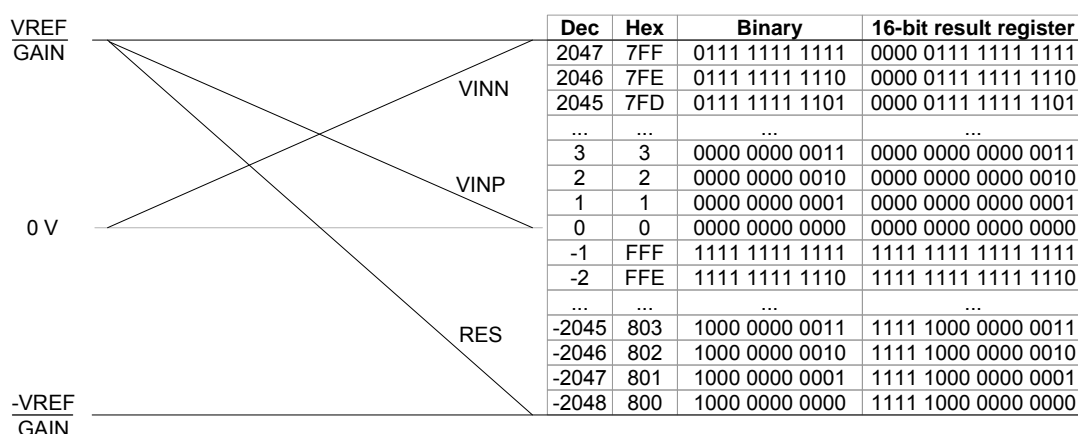 VREF
GAIN
VINN
VINP
0 V
RES
-VREF
GAIN
Dec Hex Binary 16-bit result register
2047 7FF 0111 1111 1111 0000 0111 1111 1111
2046 7FE 0111 1111 1110 0000 0111 1111 1110
2045 7FD 0111 1111 1101 0000 0111 1111 1101
... ... ... ...
3 3 0000 0000 0011 0000 0000 0000 0011
2 2 0000 0000 0010 0000 0000 0000 0010
1 1 0000 0000 0001 0000 0000 0000 0001
0 0 0000 0000 0000 0000 0000 0000 0000
-1 FFF 1111 1111 1111 1111 1111 1111 1111
-2 FFE 1111 1111 1110 1111 1111 1111 1110
... ... ... ...
-2045 803 1000 0000 0011 1111 1000 0000 0011
-2046 802 1000 0000 0010 1111 1000 0000 0010
-2047 801 1000 0000 0001 1111 1000 0000 0001
-2048 800 1000 0000 0000 1111 1000 0000 0000